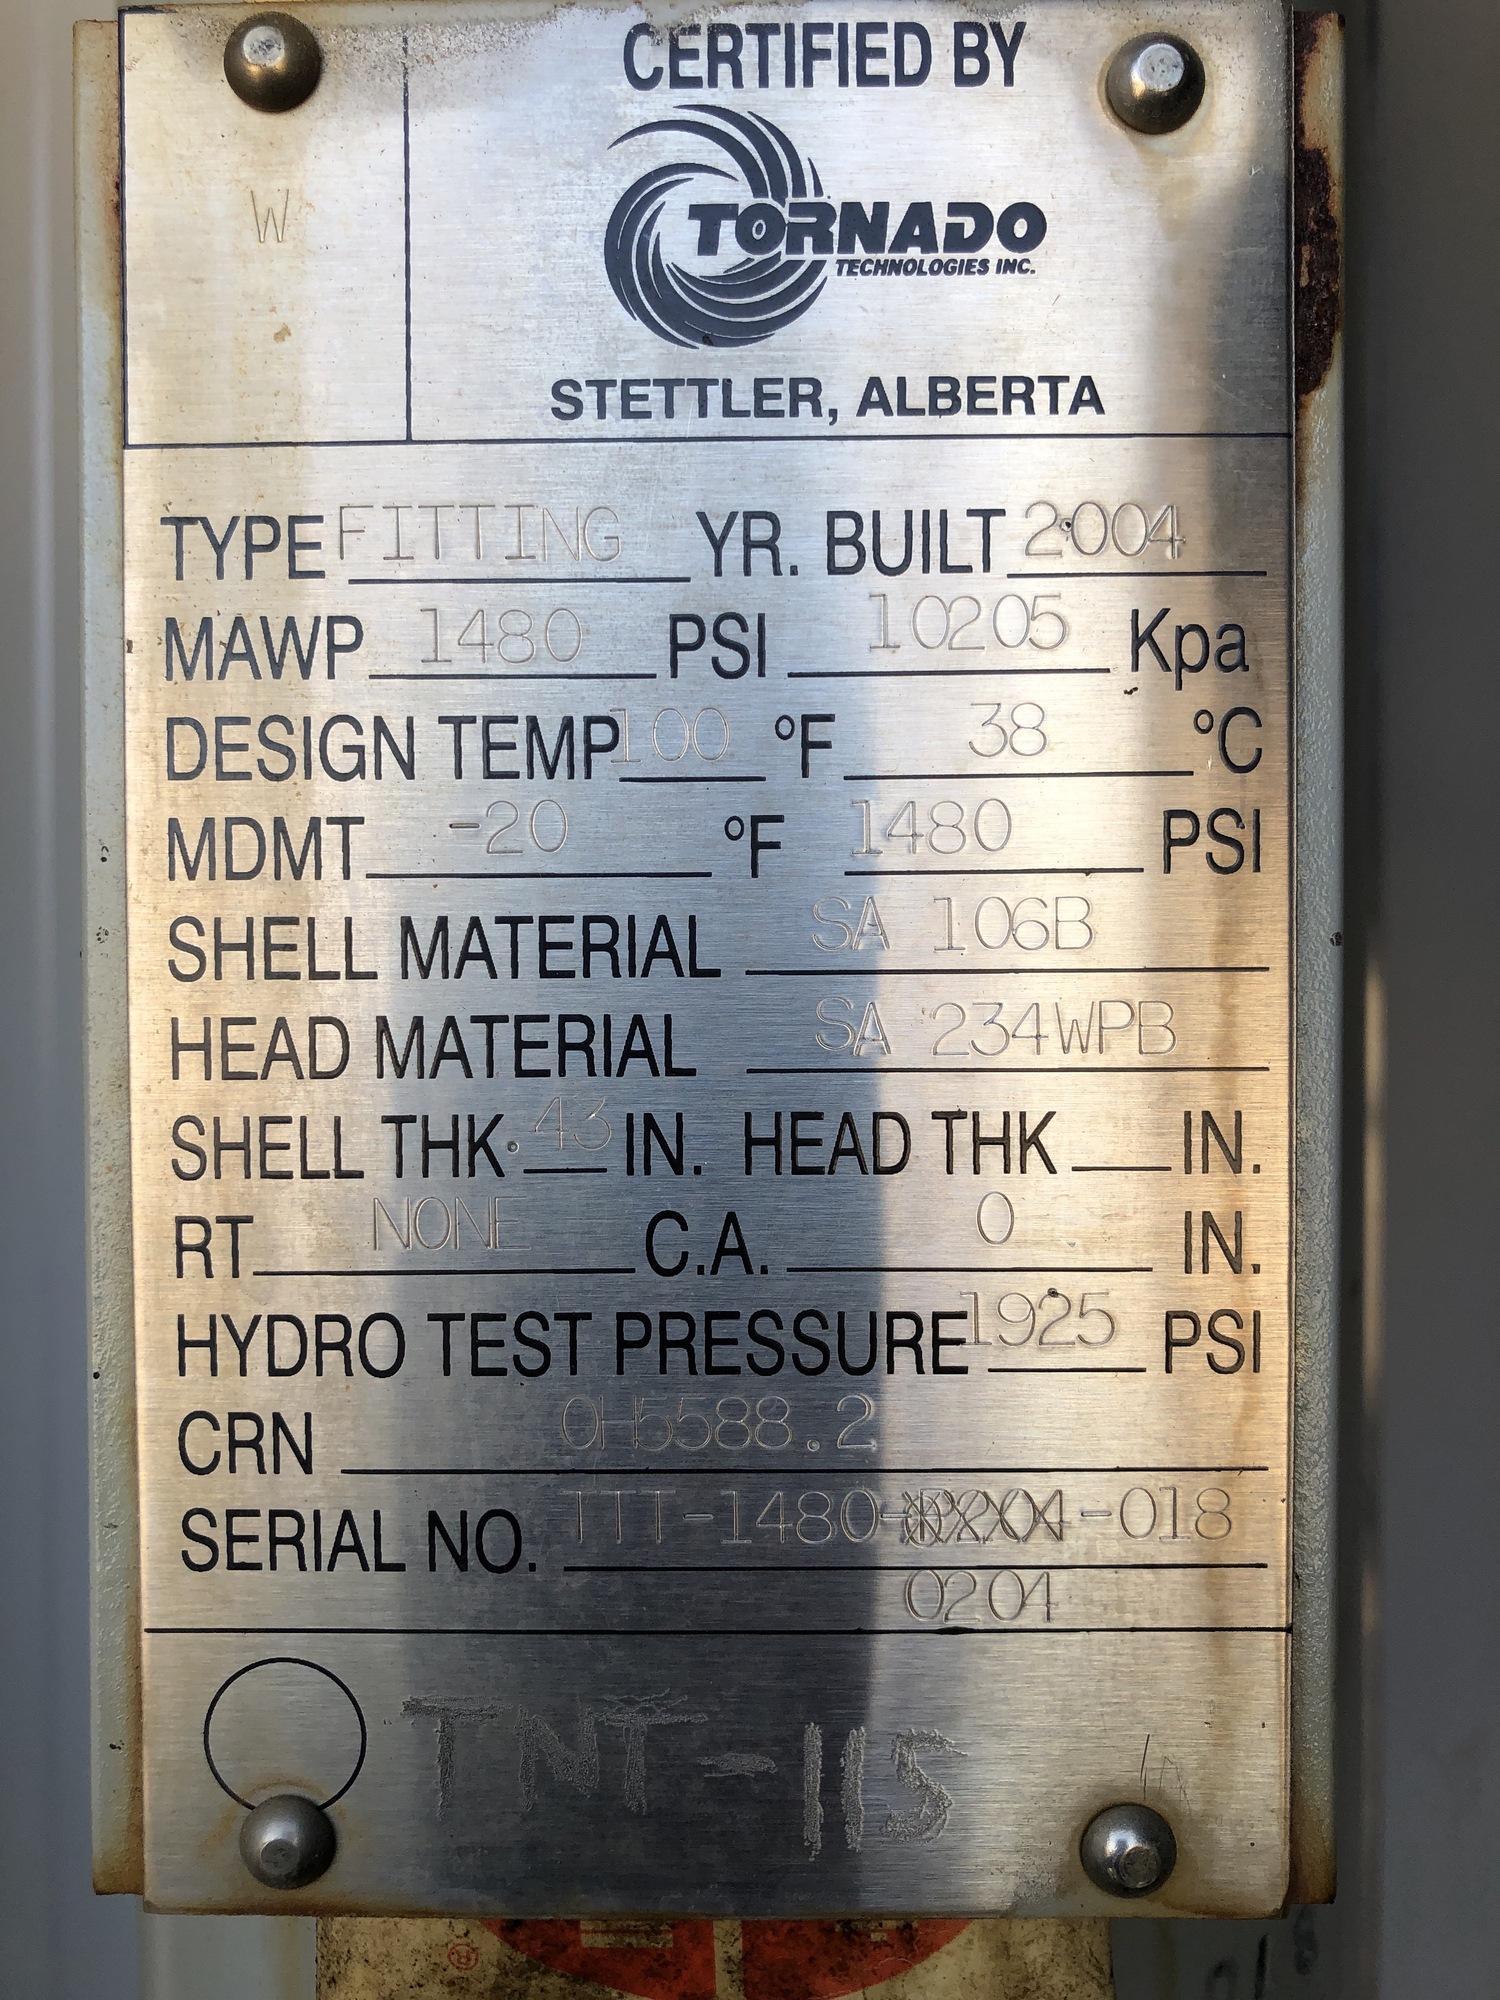 CERTIFIED BY
W
TORNADO
TECHNOLOGIES INC.
STETTLER, ALBERTA
TYPE FITTING YR. BUILT 2004
MAWP 1480 PSI 10205 Kpa
DESIGN TEMP 100 °F 38 °C
MDMT -20 °F 1480 PSI
SHELL MATERIAL SA 106B
HEAD MATERIAL SA 234WPB
SHELL THK .43 IN. HEAD THK IN.
RT NONE C.A. 0 IN.
HYDRO TEST PRESSURE 1925 PSI
CRN 0H5588.2
SERIAL NO. TTT-1480- -018
0204
TNT-115